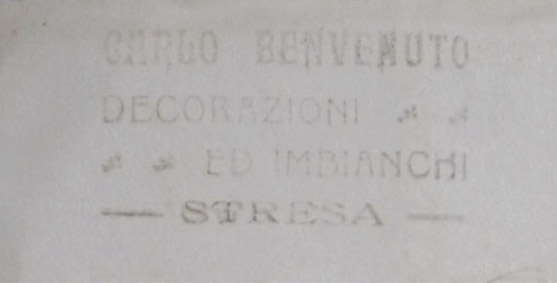 CARLO BENVENUTO
DECORAZIONI
ED IMBIANCHI
— STRESA —